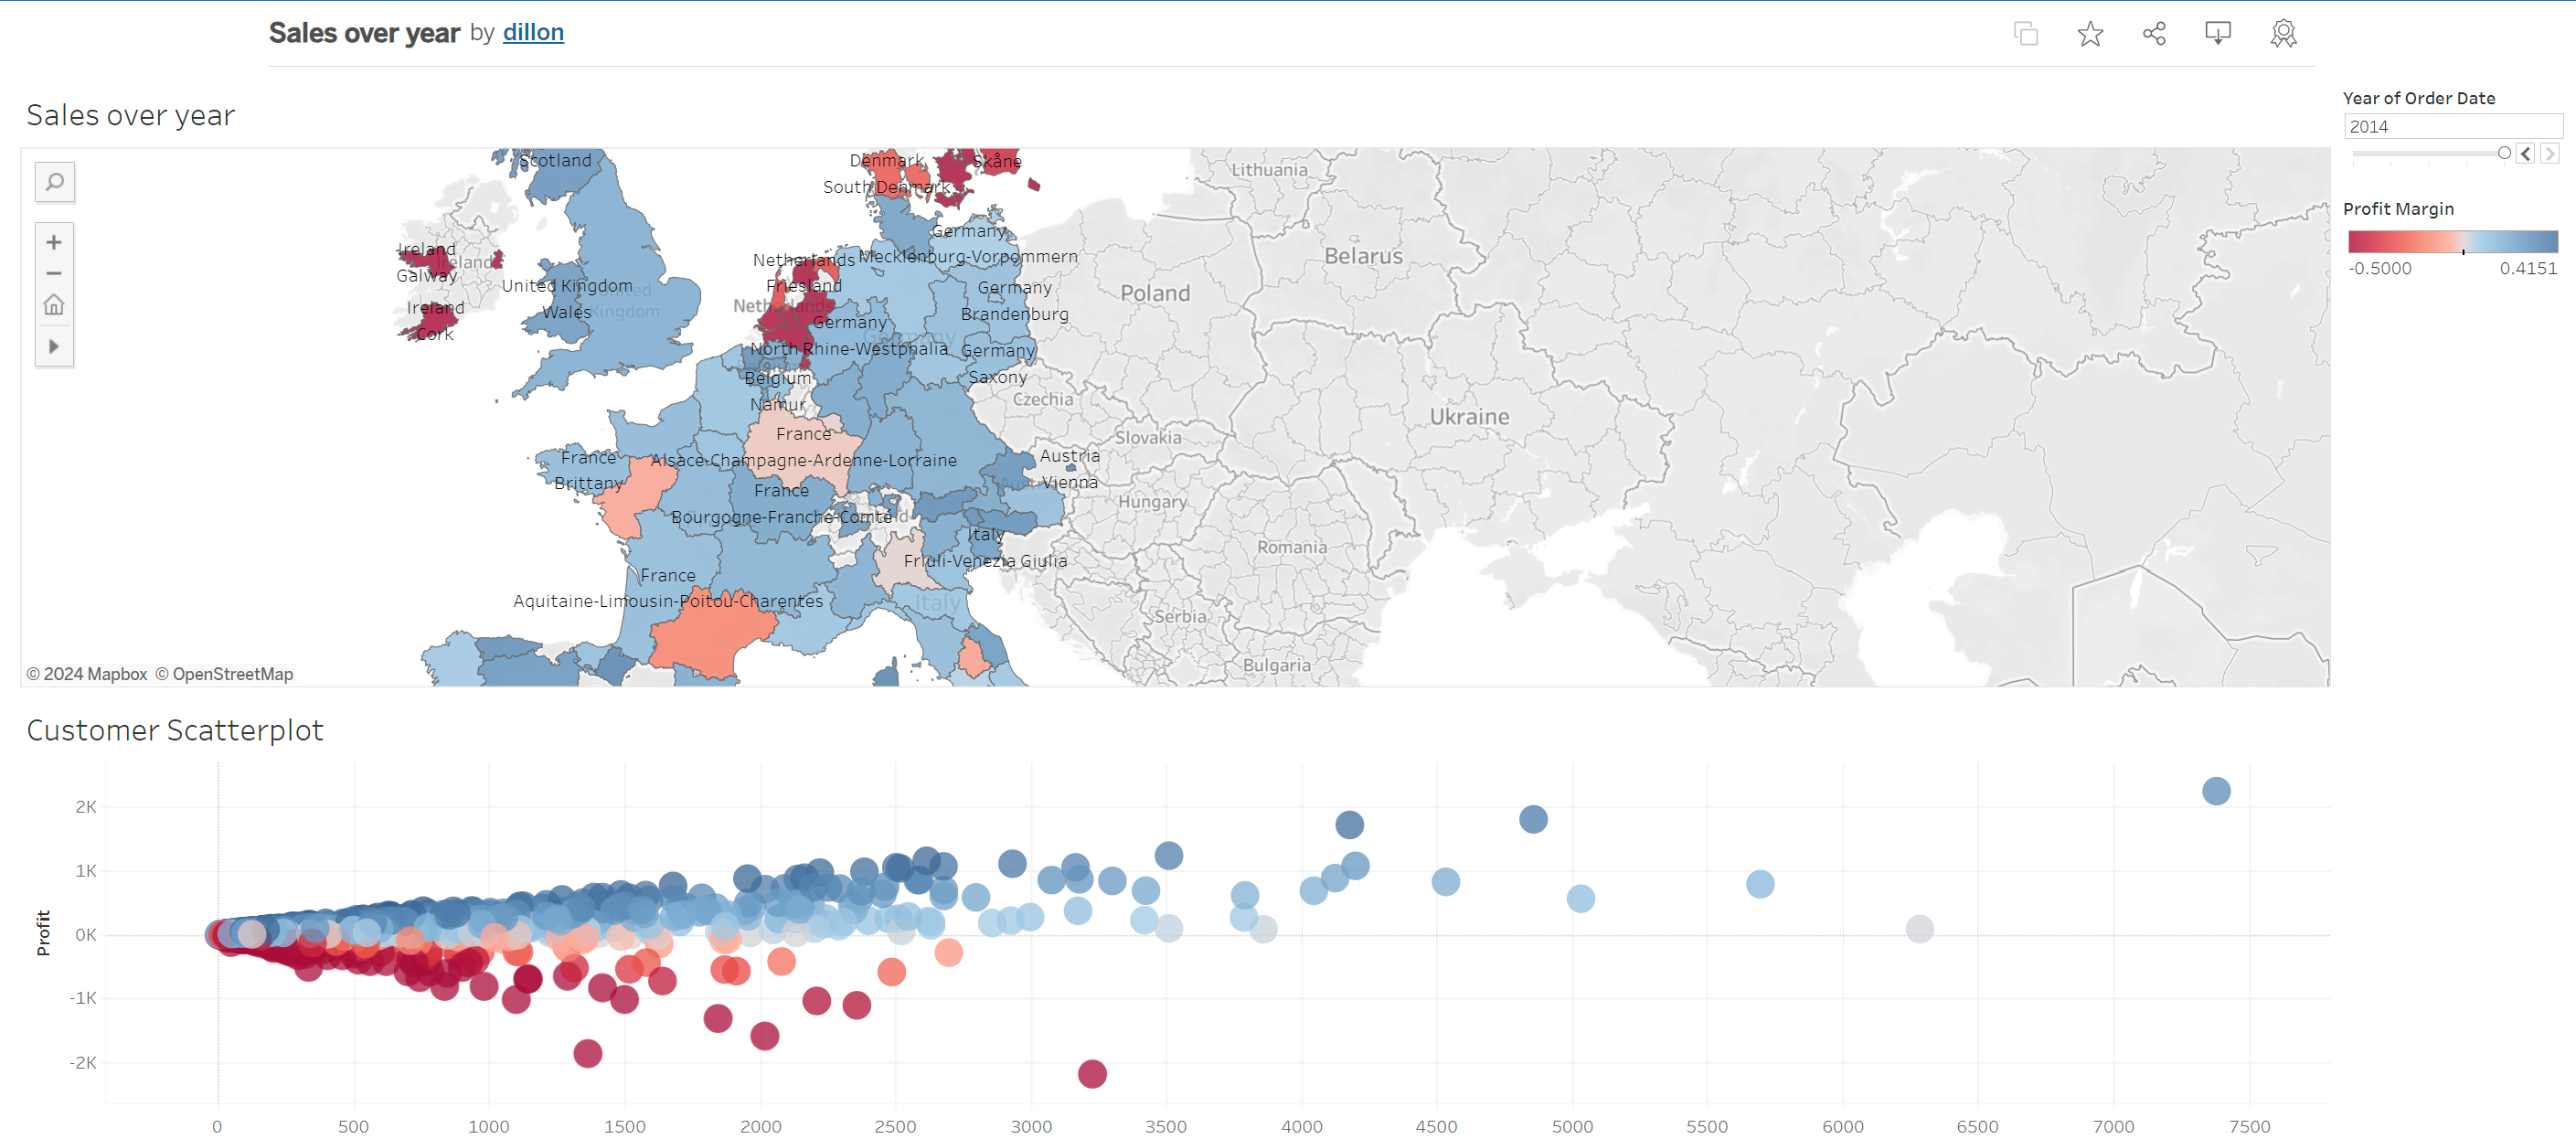 Sales over year by dillon
Sales over year
Year of Order Date
2014
Profit Margin
-0.5000 0.4151
Scotland
Denmark
South Denmark
Skåne
Lithuania
Germany
Mecklenburg-Vorpommern
Netherlands
Friesland
Netherlands
Ireland
Galway
Ireland
Ireland
Cork
United Kingdom
Wales
United
Kingdom
Belarus
Poland
Germany
Brandenburg
Germany
North Rhine-Westphalia
Germany
Germany
Saxony
Belgium
Namur
Czechia
Ukraine
Slovakia
France
Alsace-Champagne-Ardenne-Lorraine
France
Brittany
Austria
Vienna
France
Bourgogne-Franche-Comté
Hungary
Italy
Friuli-Venezia Giulia
Romania
France
Aquitaine-Limousin-Poitou-Charentes
Italy
Serbia
Bulgaria
© 2024 Mapbox © OpenStreetMap
Customer Scatterplot
Profit
2K
1K
0K
-1K
-2K
0 500 1000 1500 2000 2500 3000 3500 4000 4500 5000 5500 6000 6500 7000 7500